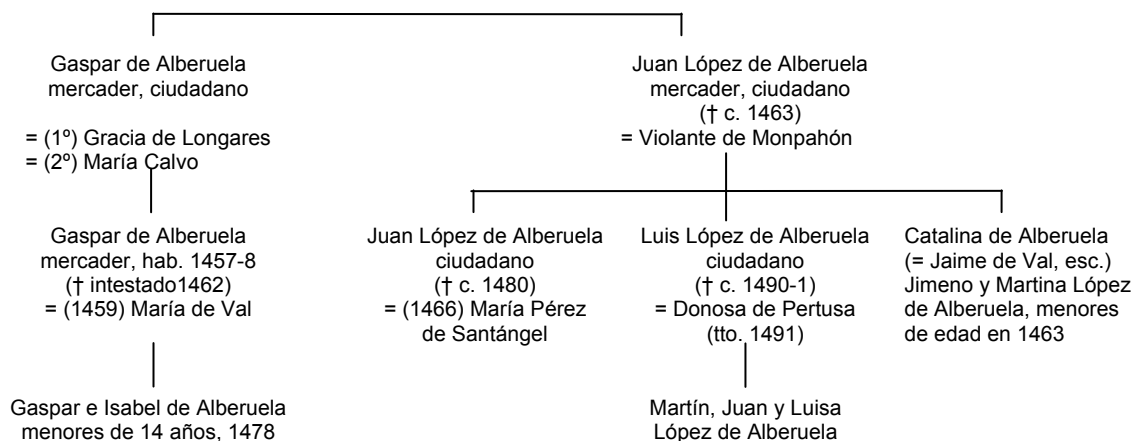 Gaspar de Alberuela
mercader, ciudadano
= (1º) Gracia de Longares
= (2º) María Calvo
Juan López de Alberuela
mercader, ciudadano
(† c. 1463)
= Violante de Monpahón
Gaspar de Alberuela
mercader, hab. 1457-8
(† intestado1462)
= (1459) María de Val
Juan López de Alberuela
ciudadano
(† c. 1480)
= (1466) María Pérez
de Santángel
Luis López de Alberuela
ciudadano
(† c. 1490-1)
= Donosa de Pertusa
(tto. 1491)
Catalina de Alberuela
(= Jaime de Val, esc.)
Jimeno y Martina López
de Alberuela, menores
de edad en 1463
Gaspar e Isabel de Alberuela
menores de 14 años, 1478
Martín, Juan y Luisa
López de Alberuela